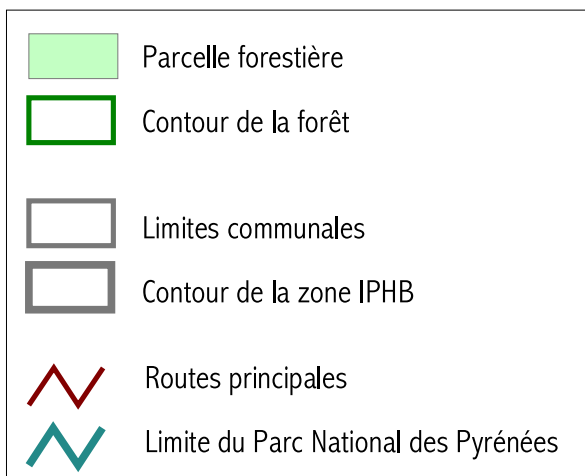 Parcelle forestière
Contour de la forêt
Limites communales
Contour de la zone IPHB
Routes principales
Limite du Parc National des Pyrénées